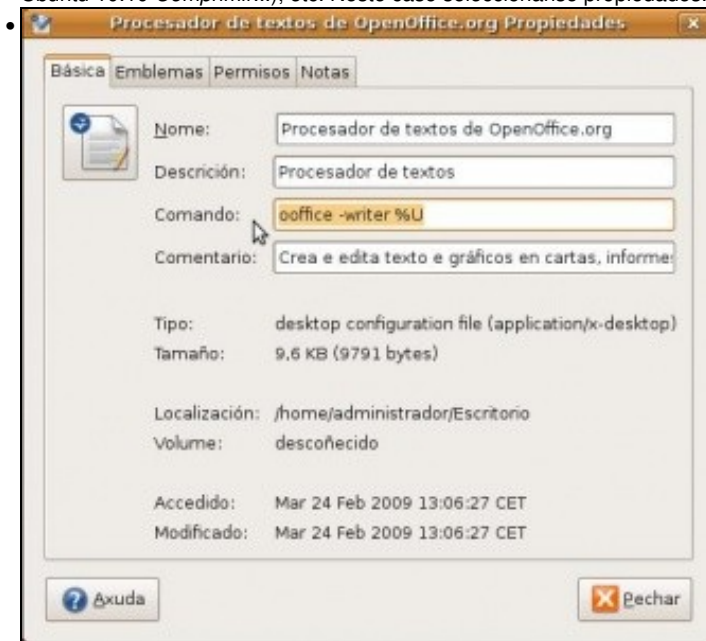 Procesador de textos de OpenOffice.org Propiedades
Básica Emblemas Permisos Notas
Nome: Procesador de textos de OpenOffice.org
Descrición: Procesador de textos
Comando: ooffice -writer %U
Comentario: Crea e edita texto e gráficos en cartas, informes
Tipo: desktop configuration file (application/x-desktop)
Tamaño: 9,6 KB (9791 bytes)
Localización: /home/administrador/Escritorio
Volume: descoñecido
Accedido: Mar 24 Feb 2009 13:06:27 CET
Modificado: Mar 24 Feb 2009 13:06:27 CET
Axuda Pechar